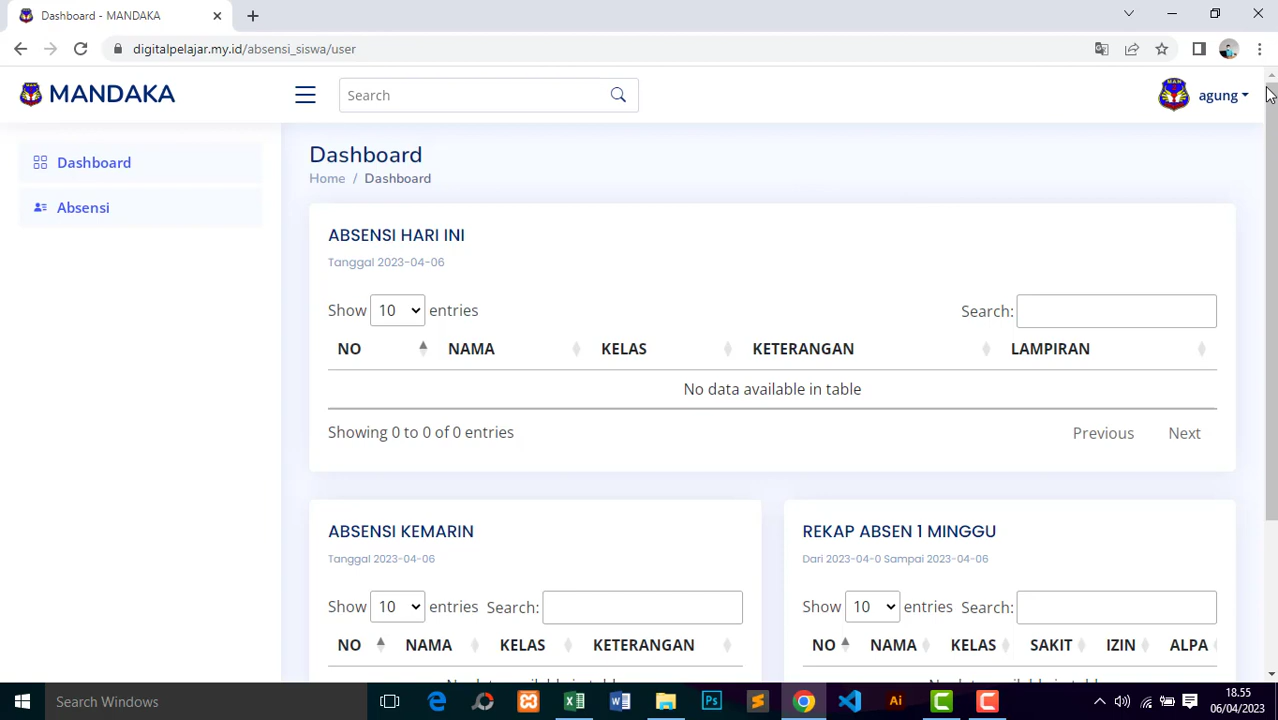 Dashboard - MANDAKA
digitalpelajar.my.id/absensi_siswa/user
MANDAKA
Search
agung
Dashboard
Absensi
Dashboard
Home / Dashboard
ABSENSI HARI INI
Tanggal 2023-04-06
Show 10 entries
Search:
NO NAMA KELAS KETERANGAN LAMPIRAN
No data available in table
Showing 0 to 0 of 0 entries
Previous Next
ABSENSI KEMARIN
Tanggal 2023-04-06
Show 10 entries Search:
NO NAMA KELAS KETERANGAN
REKAP ABSEN 1 MINGGU
Dari 2023-04-0 Sampai 2023-04-06
Show 10 entries Search:
NO NAMA KELAS SAKIT IZIN ALPA
Search Windows
18.55
06/04/2023